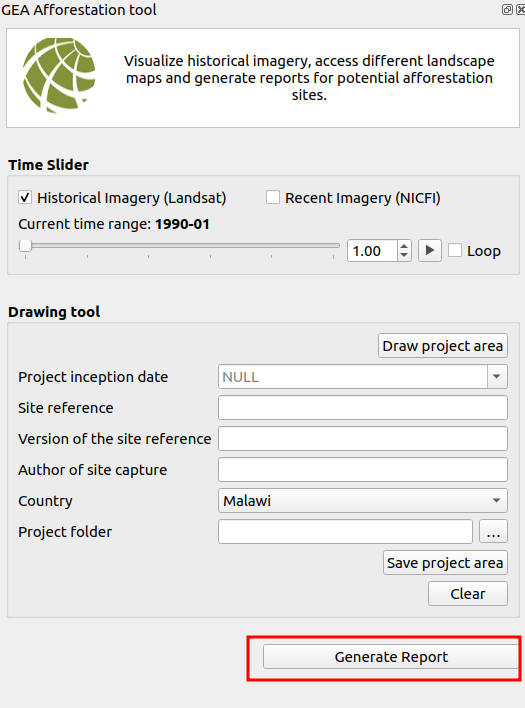 GEA Afforestation tool
Visualize historical imagery, access different landscape
maps and generate reports for potential afforestation
sites.
Time Slider
Historical Imagery (Landsat) Recent Imagery (NICFI)
Current time range: 1990-01
1.00 Loop
Drawing tool
Draw project area
Project inception date NULL
Site reference
Version of the site reference
Author of site capture
Country Malawi
Project folder ...
Save project area
Clear
Generate Report